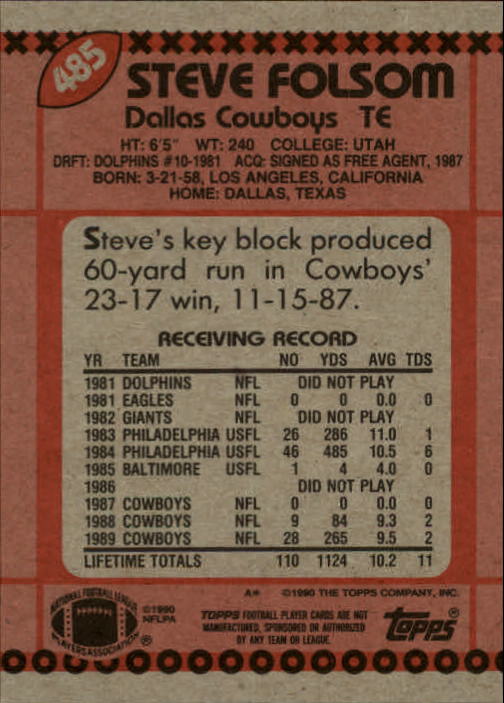 485
STEVE FOLSOM
Dallas Cowboys TE
HT: 6'5" WT: 240 COLLEGE: UTAH
DRFT: DOLPHINS #10-1981 ACQ: SIGNED AS FREE AGENT, 1987
BORN: 3-21-58, LOS ANGELES, CALIFORNIA
HOME: DALLAS, TEXAS
Steve's key block produced
60-yard run in Cowboys'
23-17 win, 11-15-87.
RECEIVING RECORD
YR TEAM NO YDS AVG TDS
1981 DOLPHINS NFL DID NOT PLAY
1981 EAGLES NFL 0 0 0.0 0
1982 GIANTS NFL DID NOT PLAY
1983 PHILADELPHIA USFL 26 286 11.0 1
1984 PHILADELPHIA USFL 46 485 10.5 6
1985 BALTIMORE USFL 1 4 4.0 0
1986 DID NOT PLAY
1987 COWBOYS NFL 0 0 0.0 0
1988 COWBOYS NFL 9 84 9.3 2
1989 COWBOYS NFL 28 265 9.5 2
LIFETIME TOTALS 110 1124 10.2 11
A* ©1990 THE TOPPS COMPANY, INC.
NATIONAL FOOTBALL LEAGUE
PLAYERS ASSOCIATION ®
©1990
NFLPA
TOPPS FOOTBALL PLAYER CARDS ARE NOT
MANUFACTURED, SPONSORED OR AUTHORIZED
BY ANY TEAM OR LEAGUE.
Topps ®